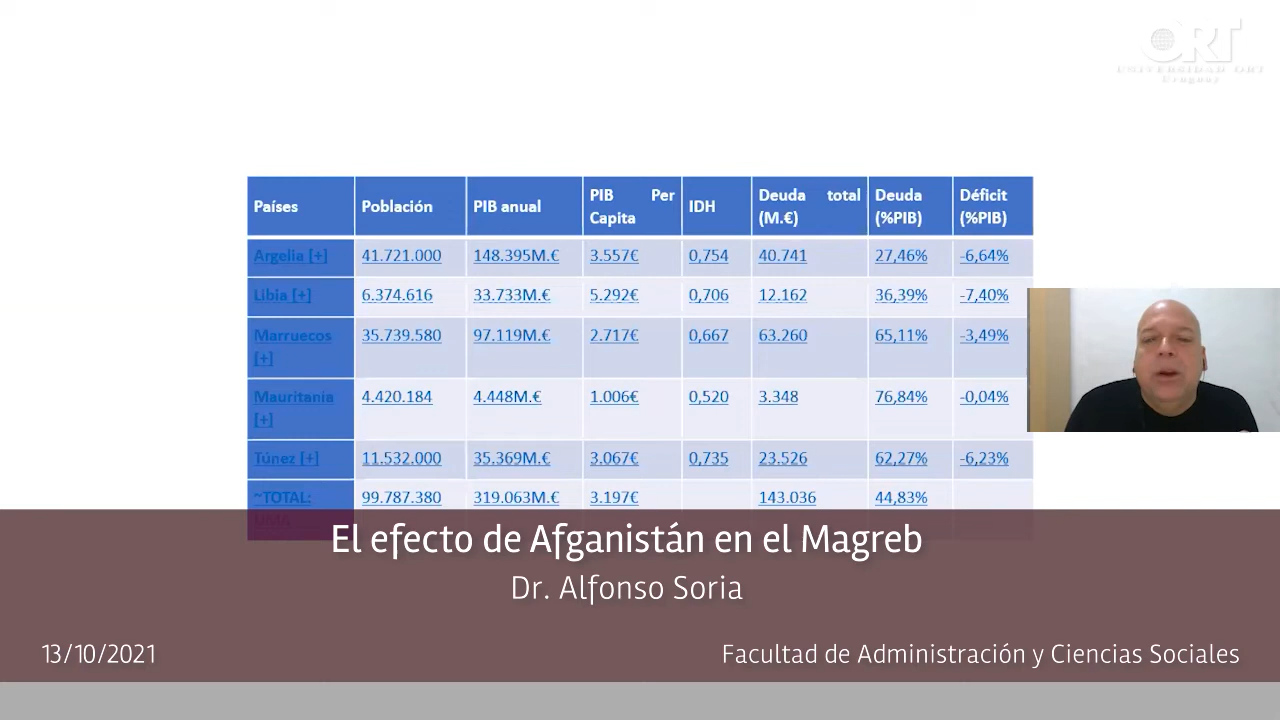 ORT
UNIVERSIDAD ORT
Uruguay
Países Población PIB anual PIB Per Capita IDH Deuda total (M.€) Deuda (%PIB) Déficit (%PIB)
Argelia [+] 41.721.000 148.395M.€ 3.557€ 0,754 40.741 27,46% -6,64%
Libia [+] 6.374.616 33.733M.€ 5.292€ 0,706 12.162 36,39% -7,40%
Marruecos [+] 35.739.580 97.119M.€ 2.717€ 0,667 63.260 65,11% -3,49%
Mauritania [+] 4.420.184 4.448M.€ 1.006€ 0,520 3.348 76,84% -0,04%
Túnez [+] 11.532.000 35.369M.€ 3.067€ 0,735 23.526 62,27% -6,23%
~TOTAL: 99.787.380 319.063M.€ 3.197€ 143.036 44,83%
El efecto de Afganistán en el Magreb
Dr. Alfonso Soria
13/10/2021
Facultad de Administración y Ciencias Sociales